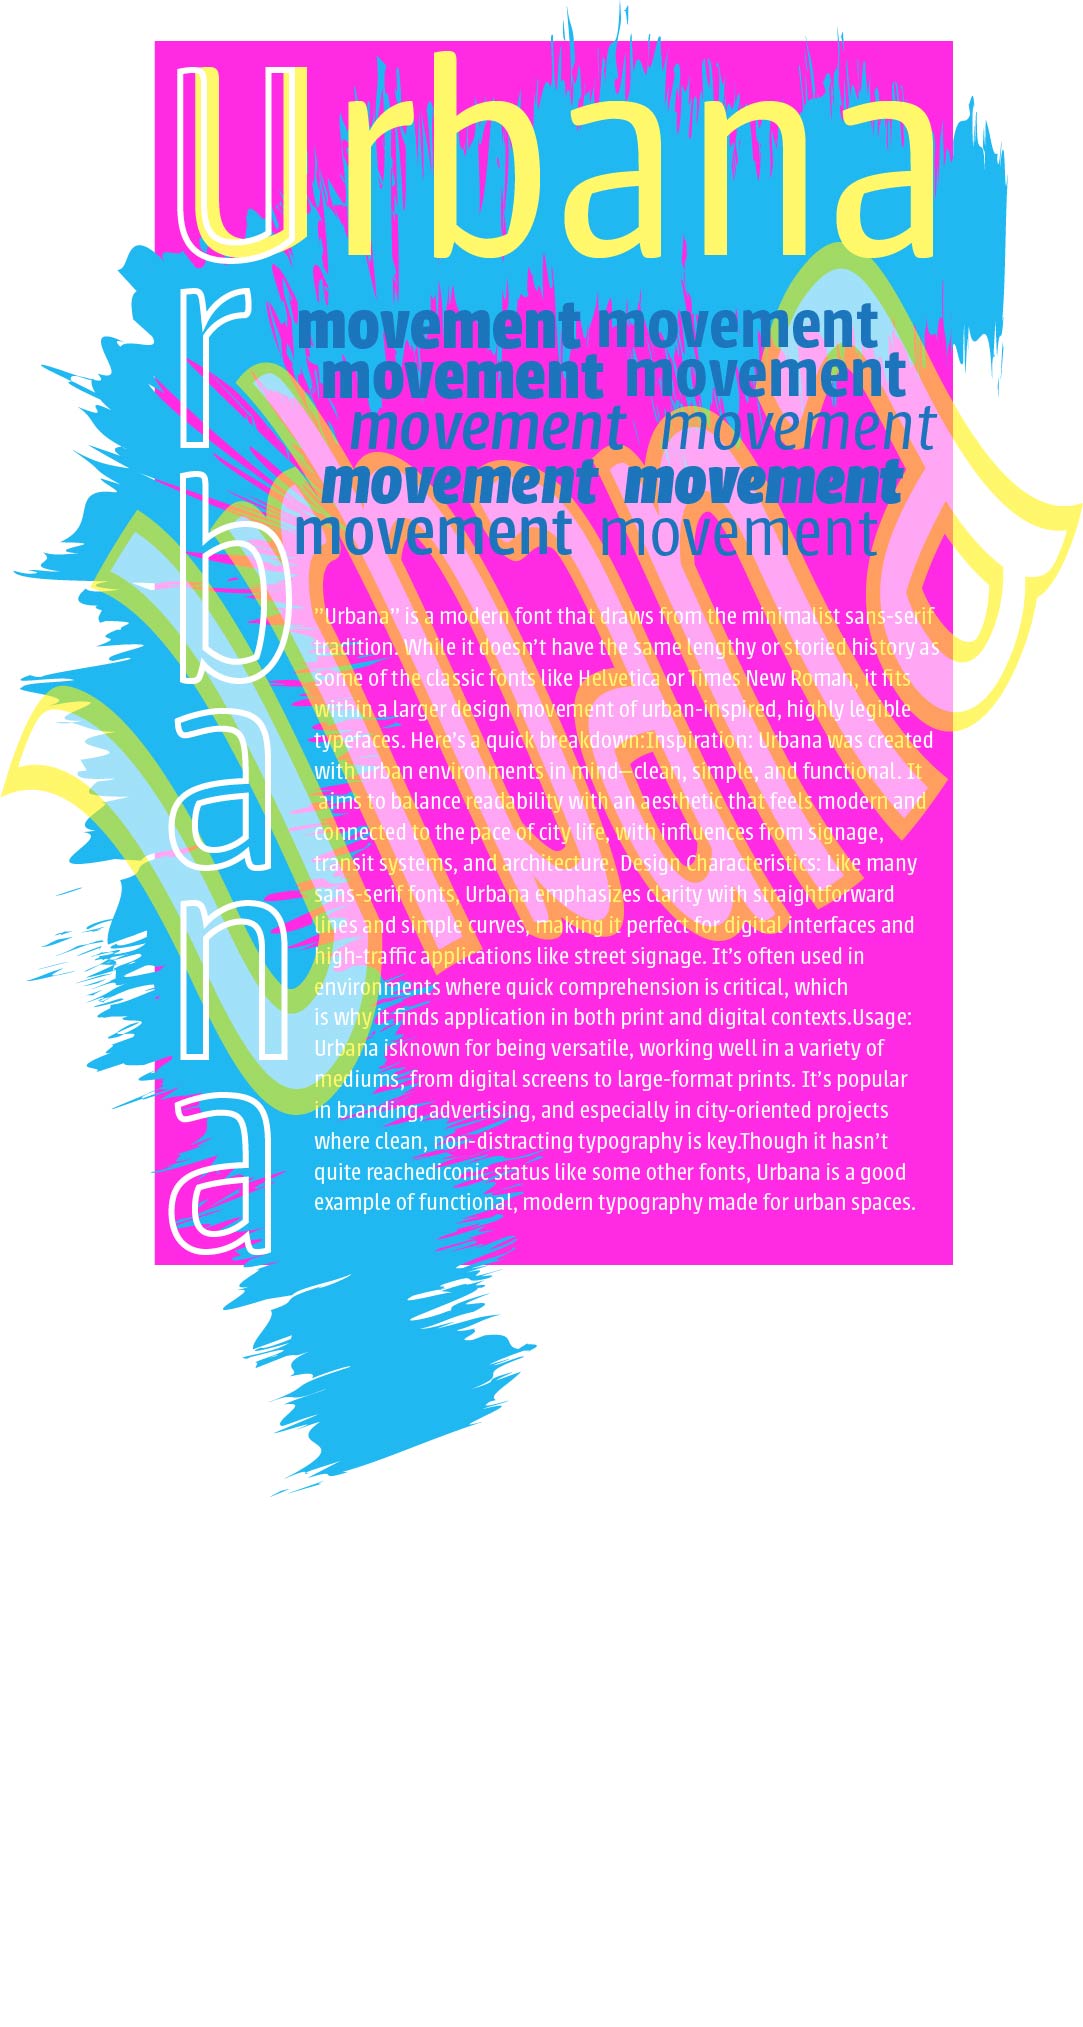 Urbana
urbana
urbana
movement movement
movement movement
movement movement
movement movement
movement movement
”Urbana” is a modern font that draws from the minimalist sans-serif
tradition. While it doesn’t have the same lengthy or storied history as
some of the classic fonts like Helvetica or Times New Roman, it fits
within a larger design movement of urban-inspired, highly legible
typefaces. Here’s a quick breakdown:Inspiration: Urbana was created
with urban environments in mind—clean, simple, and functional. It
aims to balance readability with an aesthetic that feels modern and
connected to the pace of city life, with influences from signage,
transit systems, and architecture. Design Characteristics: Like many
sans-serif fonts, Urbana emphasizes clarity with straightforward
lines and simple curves, making it perfect for digital interfaces and
high-traffic applications like street signage. It’s often used in
environments where quick comprehension is critical, which
is why it finds application in both print and digital contexts.Usage:
Urbana isknown for being versatile, working well in a variety of
mediums, from digital screens to large-format prints. It’s popular
in branding, advertising, and especially in city-oriented projects
where clean, non-distracting typography is key.Though it hasn’t
quite reachediconic status like some other fonts, Urbana is a good
example of functional, modern typography made for urban spaces.